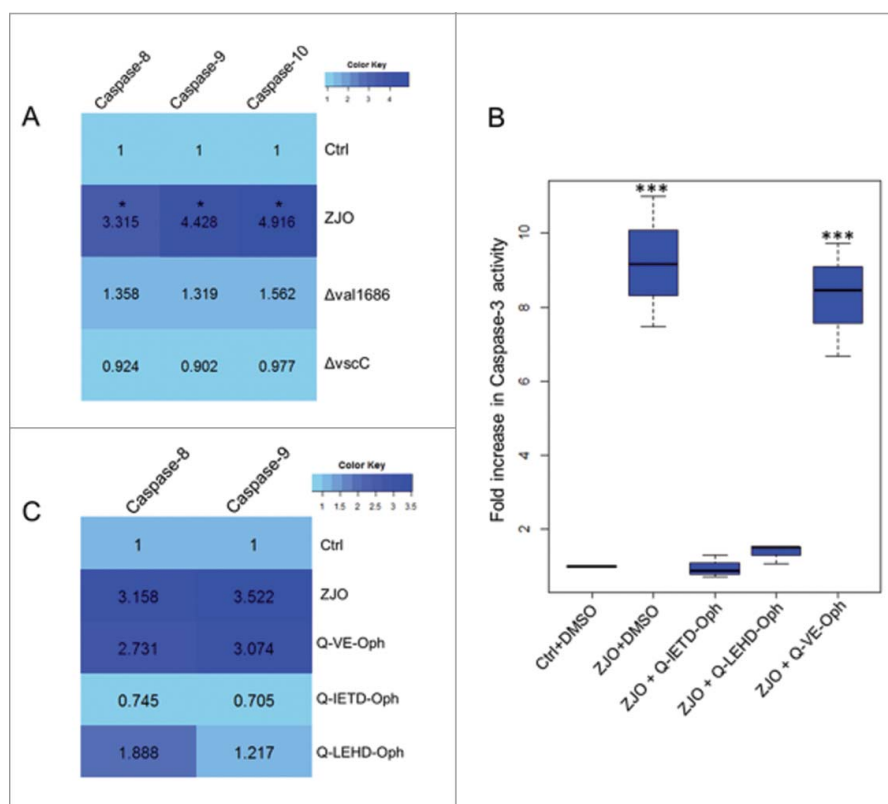 A
Caspase-8 Caspase-9 Caspase-10
Color Key
1 2 3 4
1 1 1 Ctrl
* * *
3.315 4.428 4.916 ZJO
1.358 1.319 1.562 Δval1686
0.924 0.902 0.977 ΔvscC
B
Fold increase in Caspase-3 activity
10
8
6
4
2
*** ***
Ctrl+DMSO
ZJO+DMSO
ZJO + Q-IETD-Oph
ZJO + Q-LEHD-Oph
ZJO + Q-VE-Oph
C
Caspase-8 Caspase-9
Color Key
1 1.5 2 2.5 3 3.5
1 1 Ctrl
3.158 3.522 ZJO
2.731 3.074 Q-VE-Oph
0.745 0.705 Q-IETD-Oph
1.888 1.217 Q-LEHD-Oph